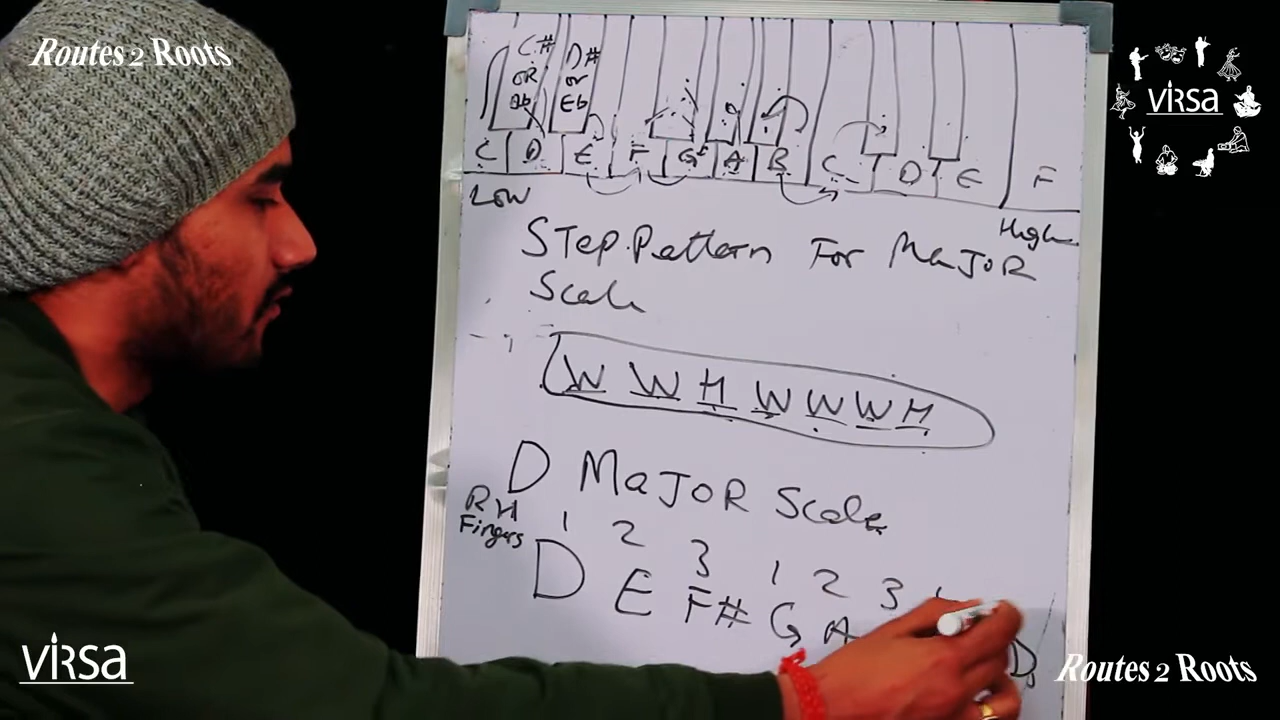 Routes 2 Roots
VIRSA
C# D#
OR or
Eb
C D E F G A B C D E F
Low
High
Step Pattern For MaJoR
Scale
W W H W W W H
D MaJoR Scale
RH
Fingers
1 2 3 1 2 3
D E F# G A D
VIRSA
Routes 2 Roots